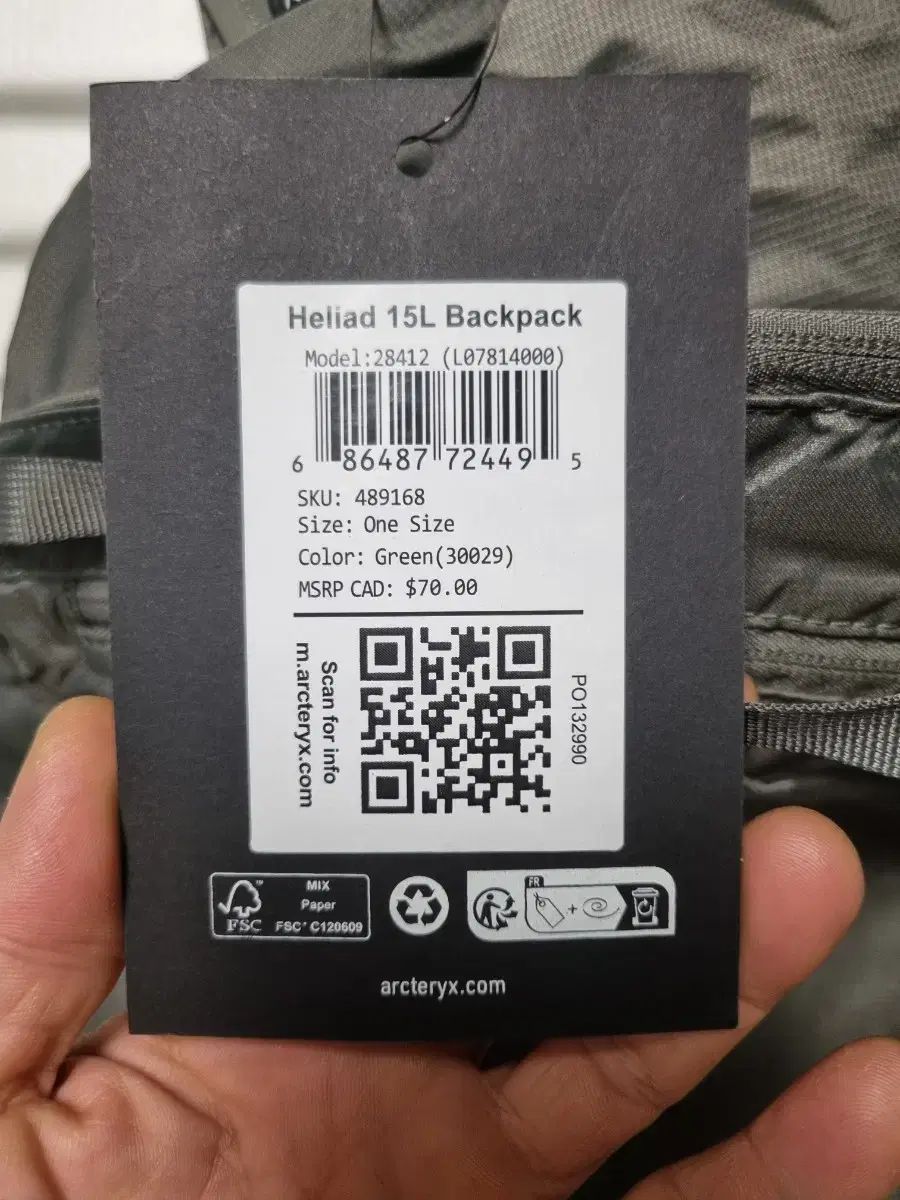 Heliad 15L Backpack
Model:28412 (L07814000)
6 86487 72449 5
SKU: 489168
Size: One Size
Color: Green(30029)
MSRP CAD: $70.00
Scan for info
m.arcteryx.com
PO132990
FSC™
MIX
Paper
FSC® C120609
FR
+
arcteryx.com